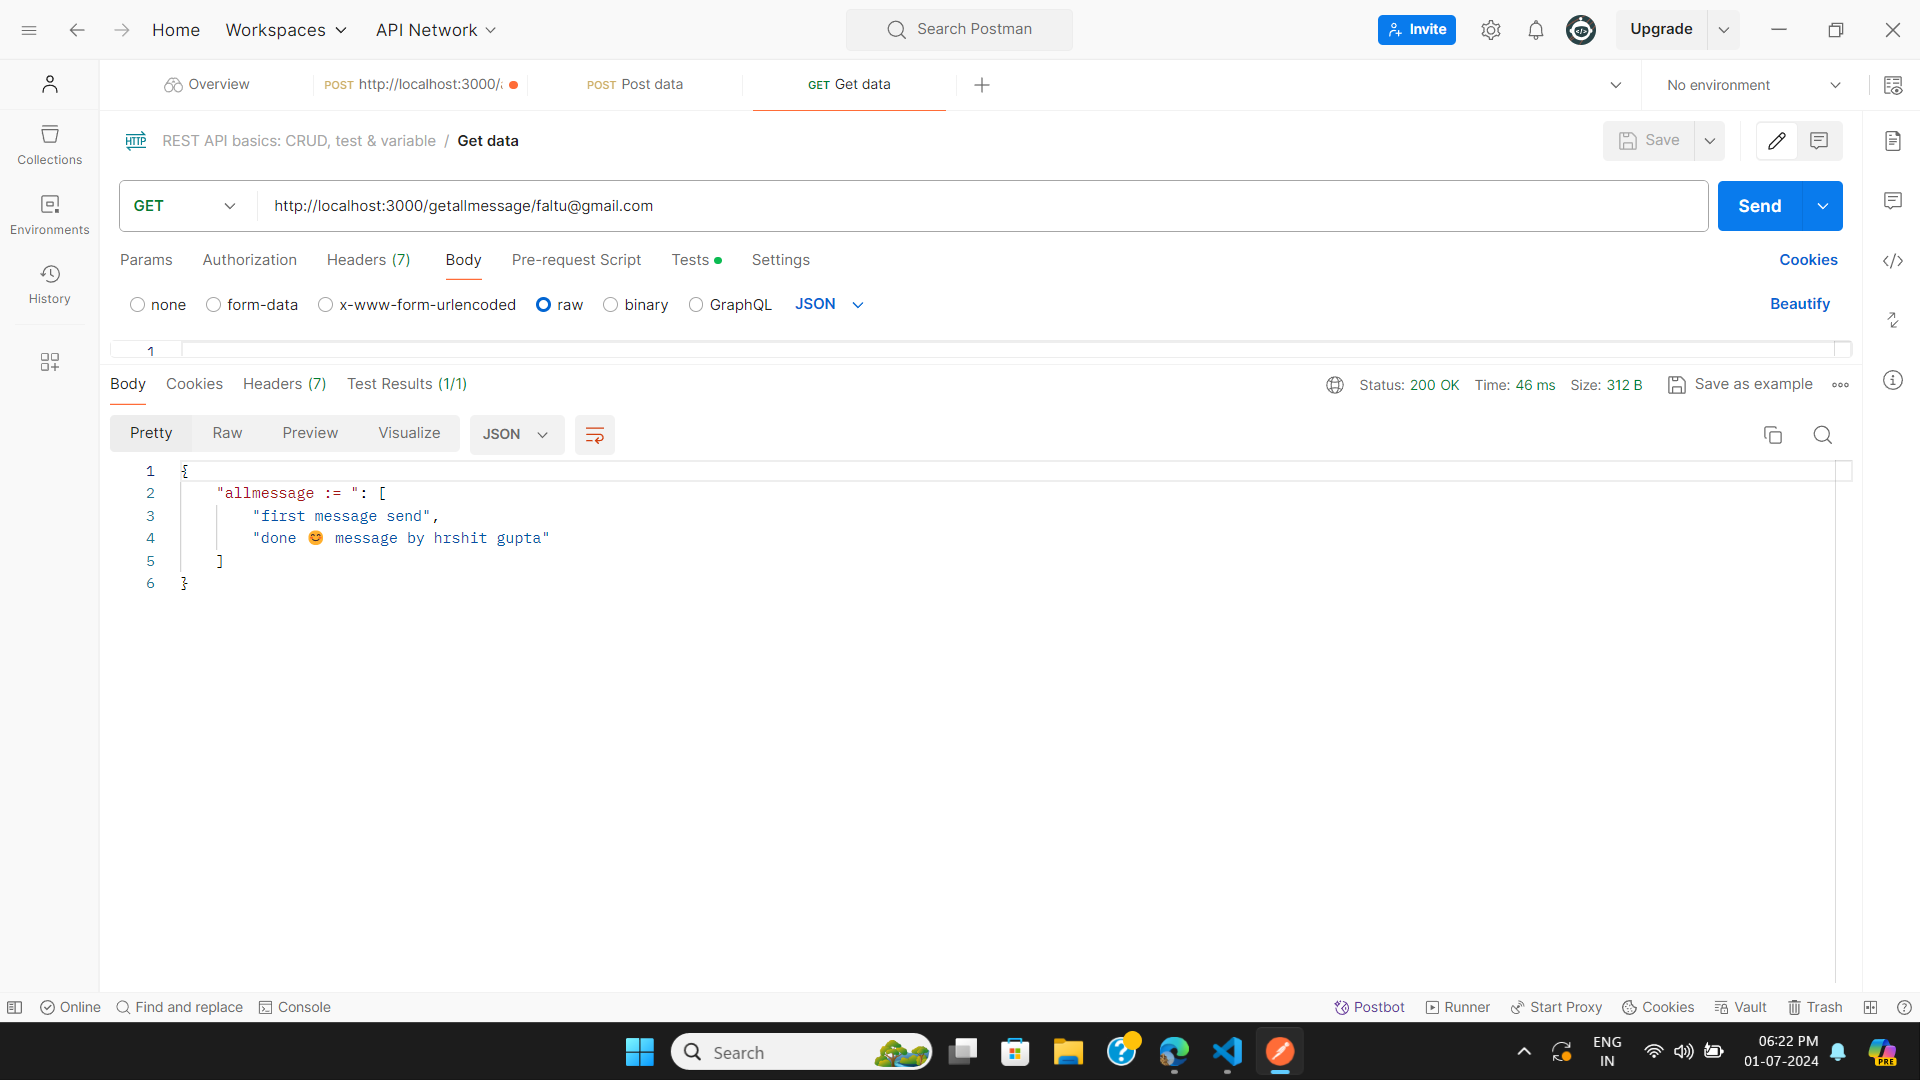 Home Workspaces API Network Search Postman Invite Upgrade
Overview POST http://localhost:3000/ POST Post data GET Get data No environment
HTTP REST API basics: CRUD, test & variable / Get data Save
Collections
Environments
History
GET http://localhost:3000/getallmessage/faltu@gmail.com Send
Params Authorization Headers (7) Body Pre-request Script Tests Settings Cookies
none form-data x-www-form-urlencoded raw binary GraphQL JSON Beautify
1
Body Cookies Headers (7) Test Results (1/1) Status: 200 OK Time: 46 ms Size: 312 B Save as example
Pretty Raw Preview Visualize JSON
1 {
2 "allmessage := ": [
3 "first message send",
4 "done 😊 message by hrshit gupta"
5 ]
6 }
Online Find and replace Console Postbot Runner Start Proxy Cookies Vault Trash
Search ENG 06:22 PM
IN 01-07-2024 PRE